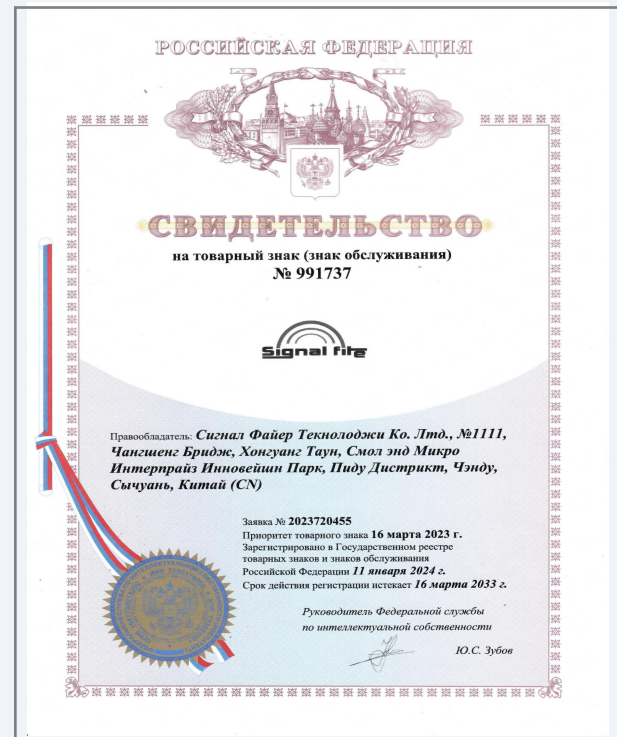 РОССИЙСКАЯ ФЕДЕРАЦИЯ
СВИДЕТЕЛЬСТВО
на товарный знак (знак обслуживания)
№ 991737
Signal fire
Правообладатель: Сигнал Файер Текнолоджи Ко. Лтд., №1111,
Чангшенг Бридж, Хонгуанг Таун, Смол энд Микро
Интерпрайз Инновейшн Парк, Пиду Дистрикт, Чэнду,
Сычуань, Китай (CN)
Заявка № 2023720455
Приоритет товарного знака 16 марта 2023 г.
Зарегистрировано в Государственном реестре
товарных знаков и знаков обслуживания
Российской Федерации 11 января 2024 г.
Срок действия регистрации истекает 16 марта 2033 г.
Руководитель Федеральной службы
по интеллектуальной собственности
Ю.С. Зубов